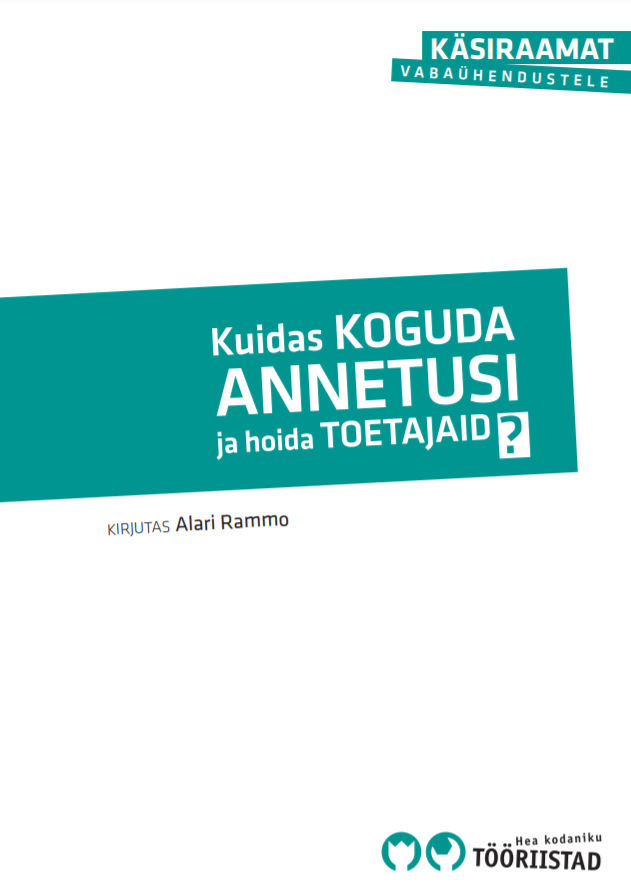 KÄSIRAAMAT
VABAÜHENDUSTELE
Kuidas KOGUDA
ANNETUSI
ja hoida TOETAJAID?
KIRJUTAS Alari Rammo
Hea kodaniku
TÖÖRIISTAD